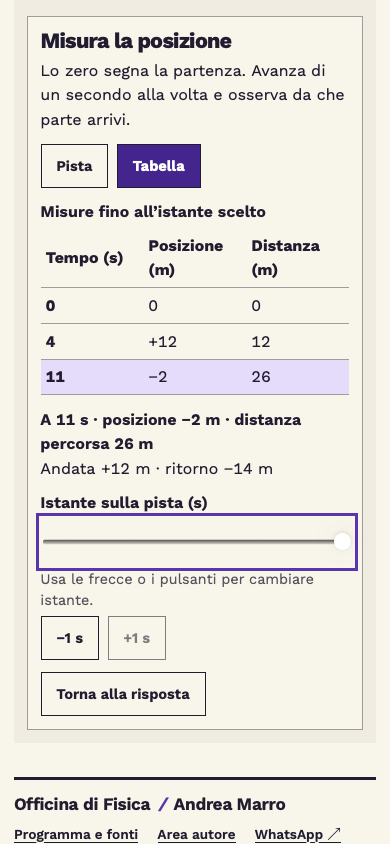 Misura la posizione
Lo zero segna la partenza. Avanza di
un secondo alla volta e osserva da che
parte arrivi.
Pista Tabella
Misure fino all’istante scelto
Tempo (s) Posizione (m) Distanza (m)
0 0 0
4 +12 12
11 −2 26
A 11 s · posizione −2 m · distanza
percorsa 26 m
Andata +12 m · ritorno −14 m
Istante sulla pista (s)
Usa le frecce o i pulsanti per cambiare
istante.
−1 s +1 s
Torna alla risposta
Officina di Fisica / Andrea Marro
Programma e fonti Area autore WhatsApp ↗